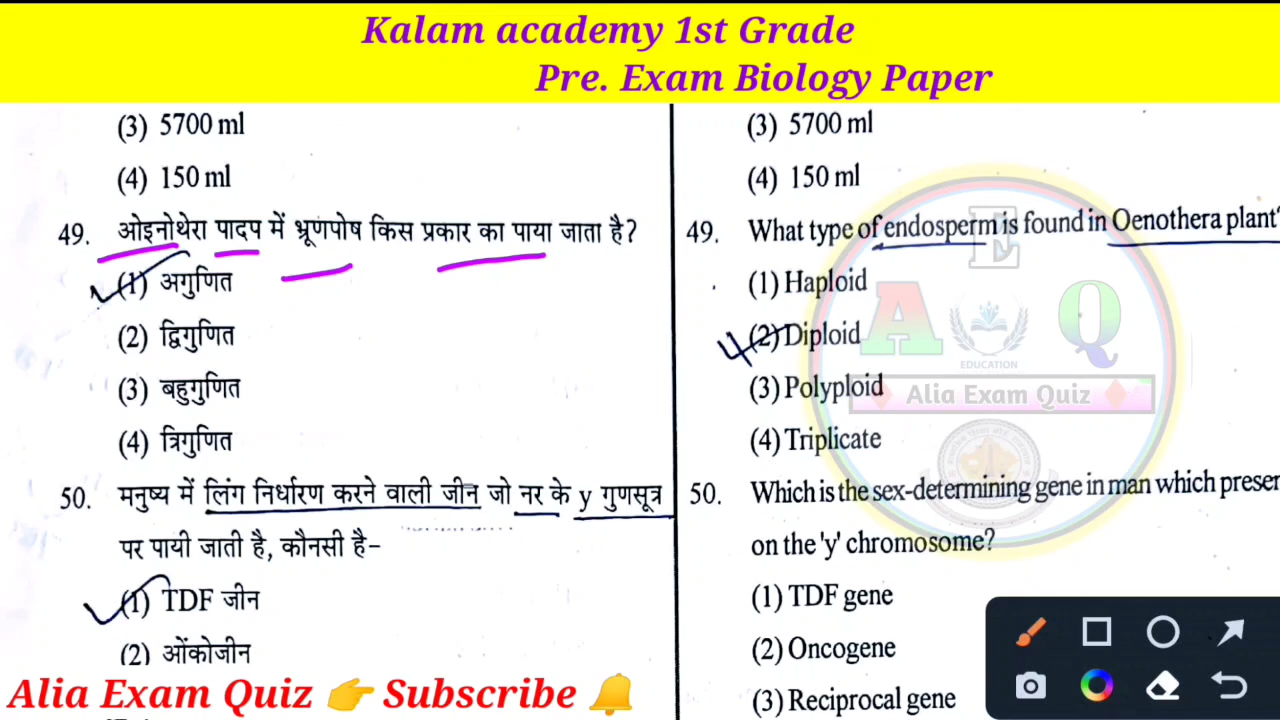 Kalam academy 1st Grade
Pre. Exam Biology Paper
(3) 5700 ml
(4) 150 ml
49. ओइनोथेरा पादप में भ्रूणपोष किस प्रकार का पाया जाता है?
(1) अगुणित
(2) द्विगुणित
(3) बहुगुणित
(4) त्रिगुणित
50. मनुष्य में लिंग निर्धारण करने वाली जीन जो नर के y गुणसूत्र
पर पायी जाती है, कौनसी है–
(1) TDF जीन
(2) ओंकोजीन
(3) 5700 ml
(4) 150 ml
49. What type of endosperm is found in Oenothera plant?
(1) Haploid
(2) Diploid
(3) Polyploid
(4) Triplicate
50. Which is the sex-determining gene in man which presen
on the 'y' chromosome?
(1) TDF gene
(2) Oncogene
(3) Reciprocal gene
E
A Q
EDUCATION
Alia Exam Quiz
Alia Exam Quiz 👉 Subscribe 🔔